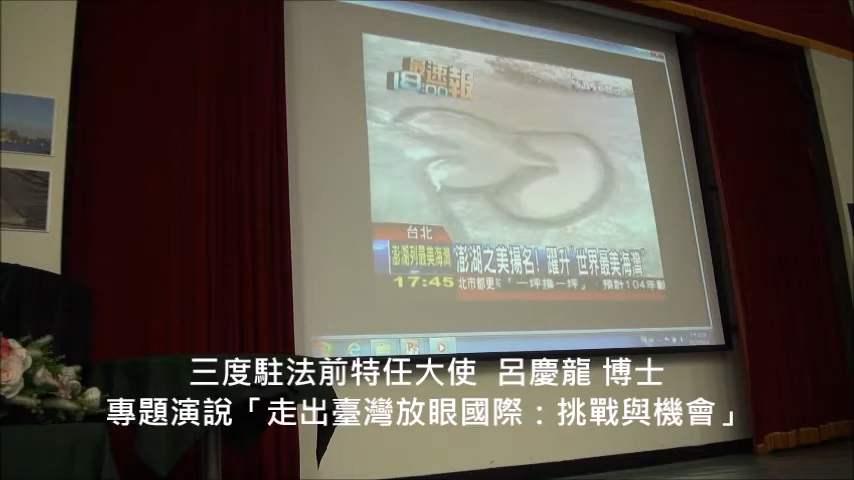 最速報
18:00
台北
澎湖列最美海灣
澎湖之美揚名! 躍升"世界最美海灣"
17:45
北市都更案「一坪換一坪」,預計104年動
三度駐法前特任大使 呂慶龍 博士
專題演說「走出臺灣放眼國際：挑戰與機會」